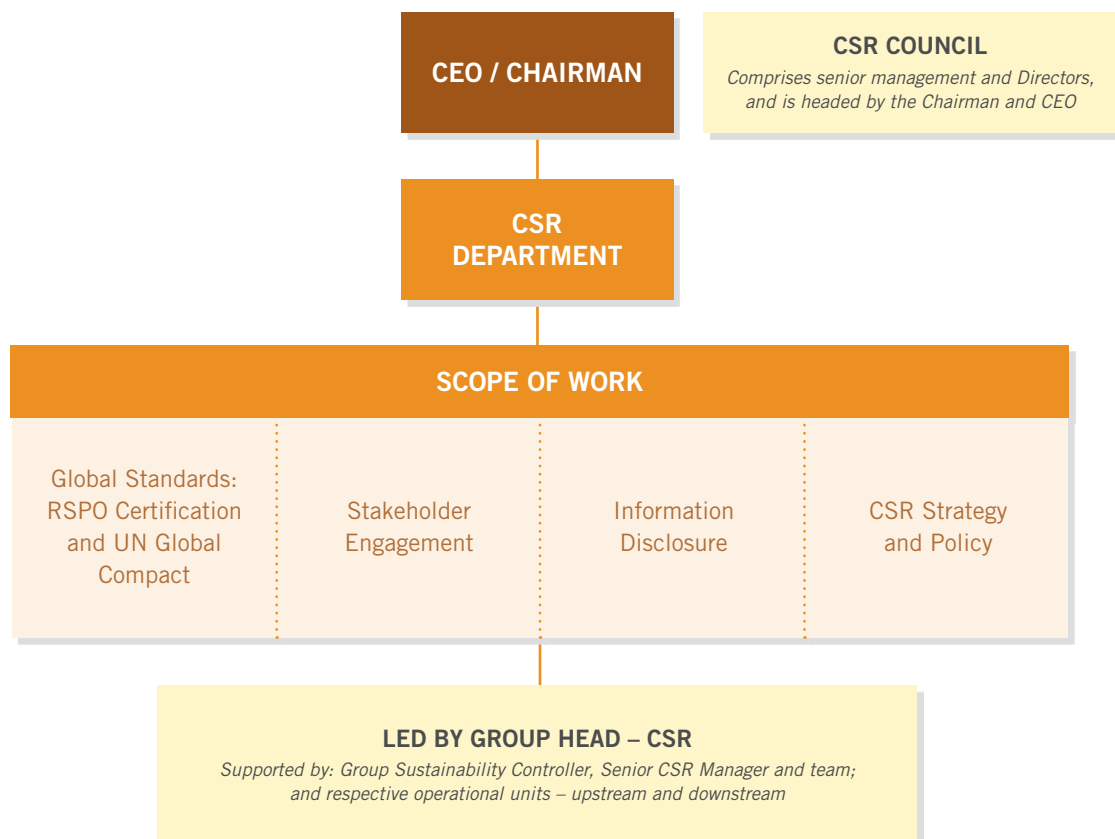 CEO / CHAIRMAN
CSR COUNCIL
Comprises senior management and Directors,
and is headed by the Chairman and CEO
CSR
DEPARTMENT
SCOPE OF WORK
Global Standards:
RSPO Certification
and UN Global
Compact
Stakeholder
Engagement
Information
Disclosure
CSR Strategy
and Policy
LED BY GROUP HEAD – CSR
Supported by: Group Sustainability Controller, Senior CSR Manager and team;
and respective operational units – upstream and downstream